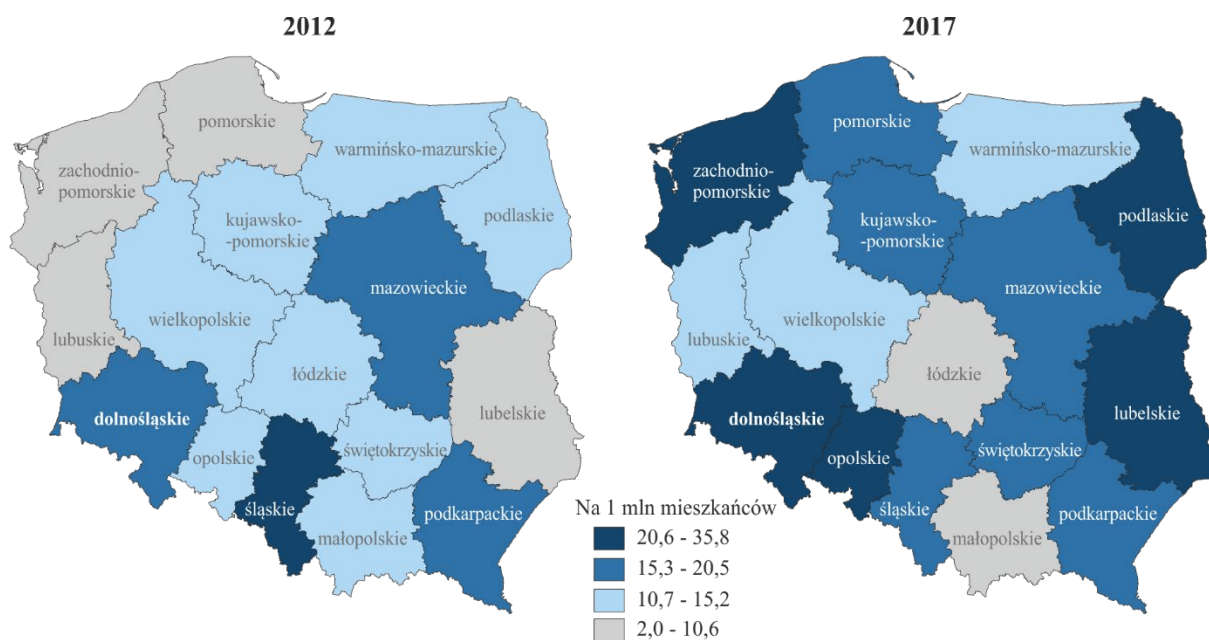 2012
pomorskie
zachodnio-
pomorskie
warmińsko-mazurskie
kujawsko-
-pomorskie
podlaskie
mazowieckie
wielkopolskie
lubuskie
łódzkie
lubelskie
dolnośląskie
opolskie
świętokrzyskie
śląskie
małopolskie
podkarpackie
2017
pomorskie
zachodnio-
pomorskie
warmińsko-mazurskie
kujawsko-
-pomorskie
podlaskie
mazowieckie
wielkopolskie
lubuskie
łódzkie
lubelskie
dolnośląskie
opolskie
świętokrzyskie
śląskie
małopolskie
podkarpackie
Na 1 mln mieszkańców
20,6 - 35,8
15,3 - 20,5
10,7 - 15,2
2,0 - 10,6